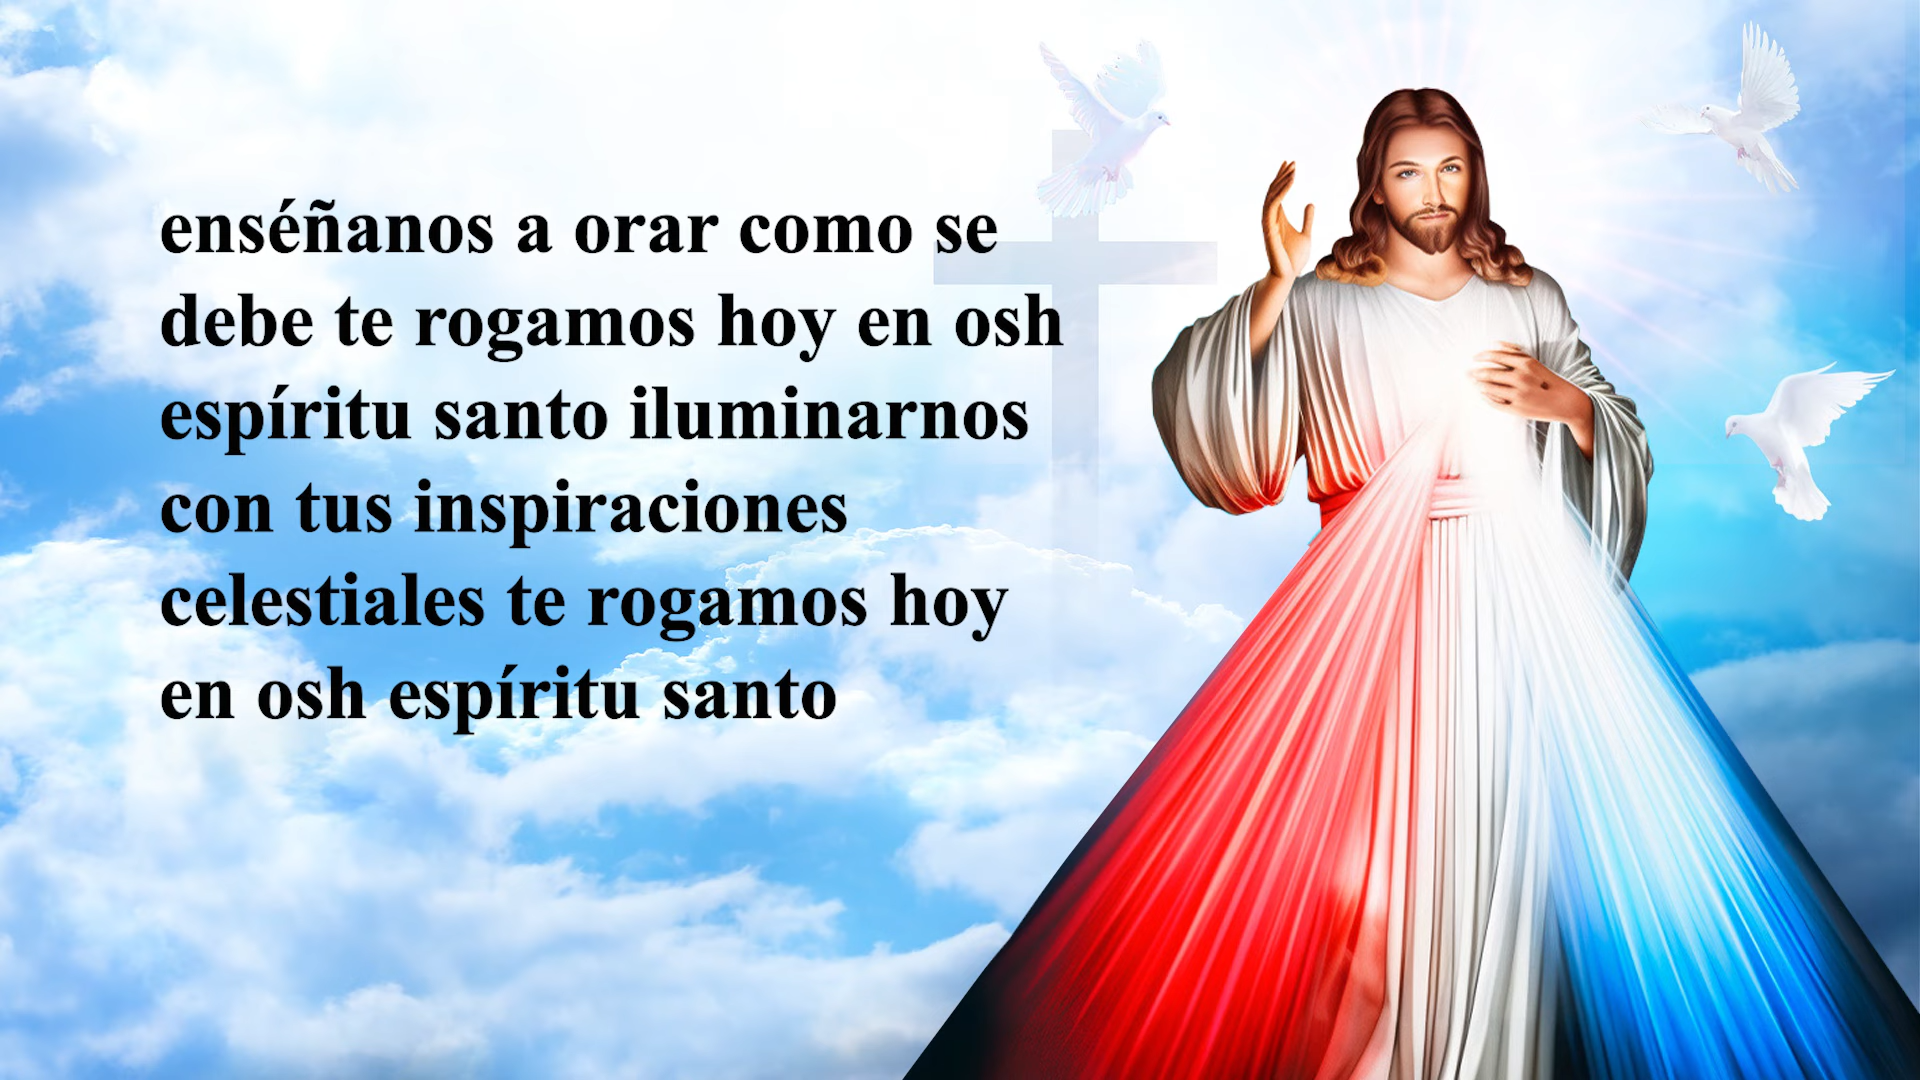 enséñanos a orar como se
debe te rogamos hoy en osh
espíritu santo iluminarnos
con tus inspiraciones
celestiales te rogamos hoy
en osh espíritu santo